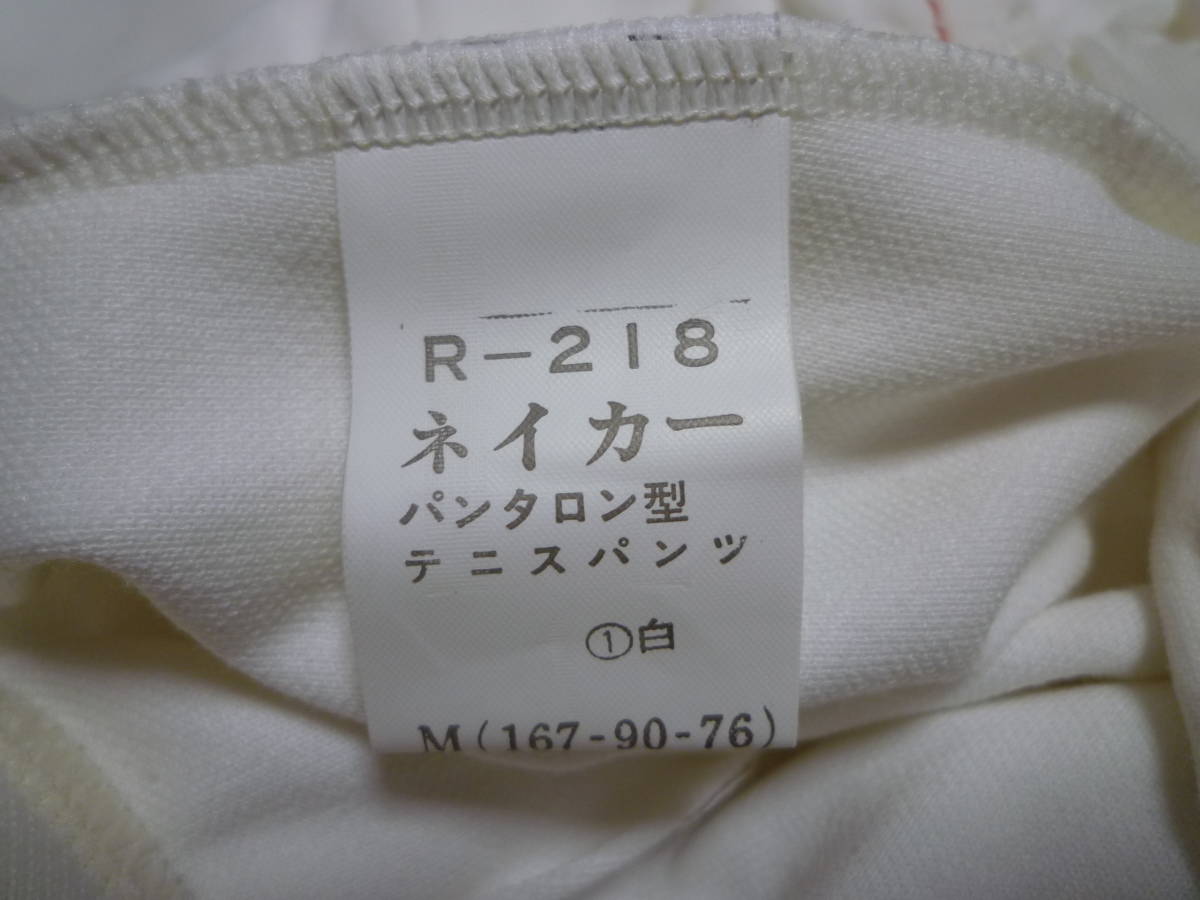 R-218
ネイカー
パンタロン型
テニスパンツ
①白
M(167-90-76)